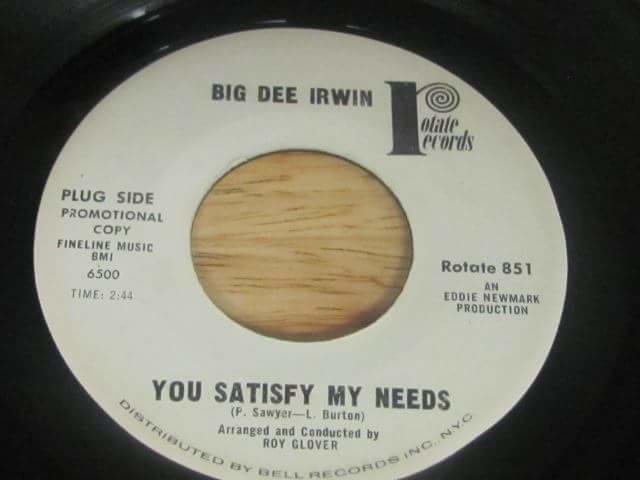 BIG DEE IRWIN
Rotate
Records
PLUG SIDE
PROMOTIONAL
COPY
FINELINE MUSIC
BMI
6500
TIME: 2:44
Rotate 851
AN
EDDIE NEWMARK
PRODUCTION
YOU SATISFY MY NEEDS
(P. Sawyer—L. Burton)
Arranged and Conducted by
ROY GLOVER
DISTRIBUTED BY BELL RECORDS INC. N.Y.C.